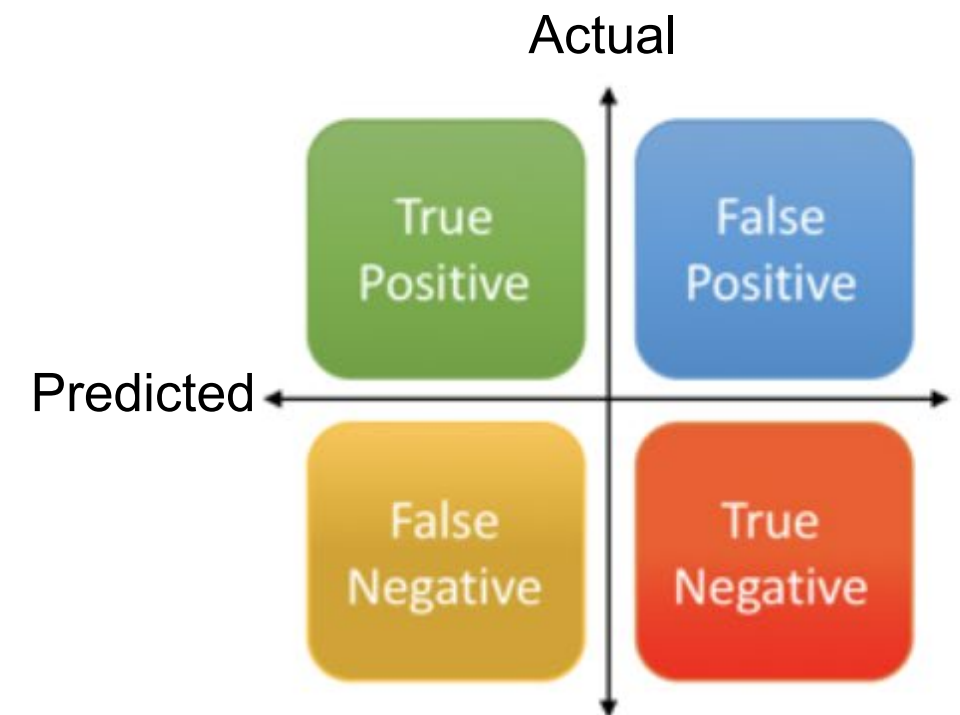 Actual
True
Positive
False
Positive
Predicted
False
Negative
True
Negative